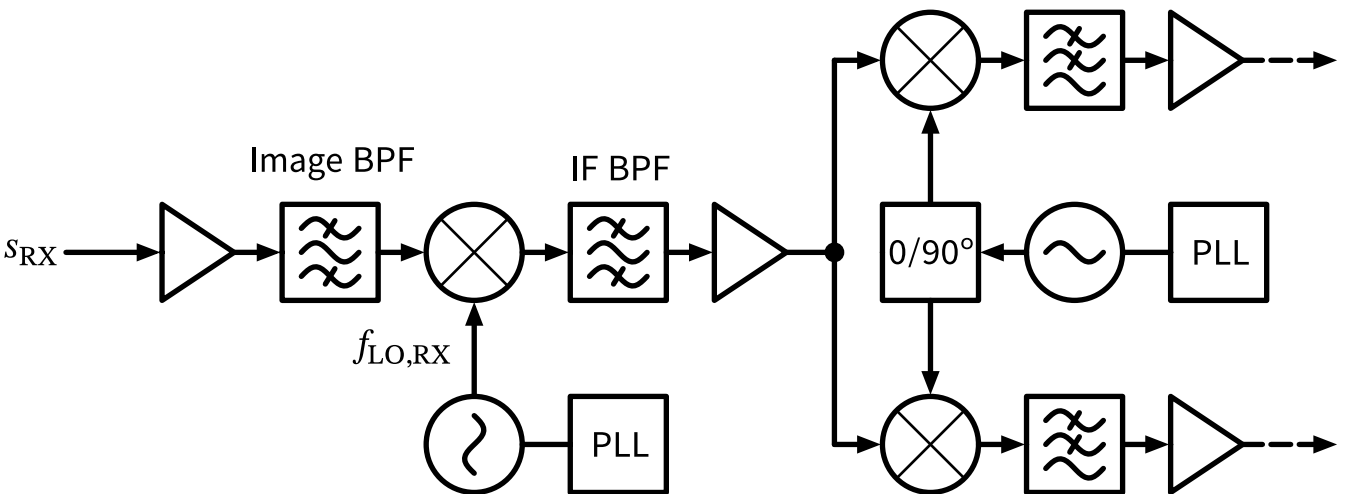 Image BPF
IF BPF
s_RX
0/90°
PLL
f_LO,RX
PLL